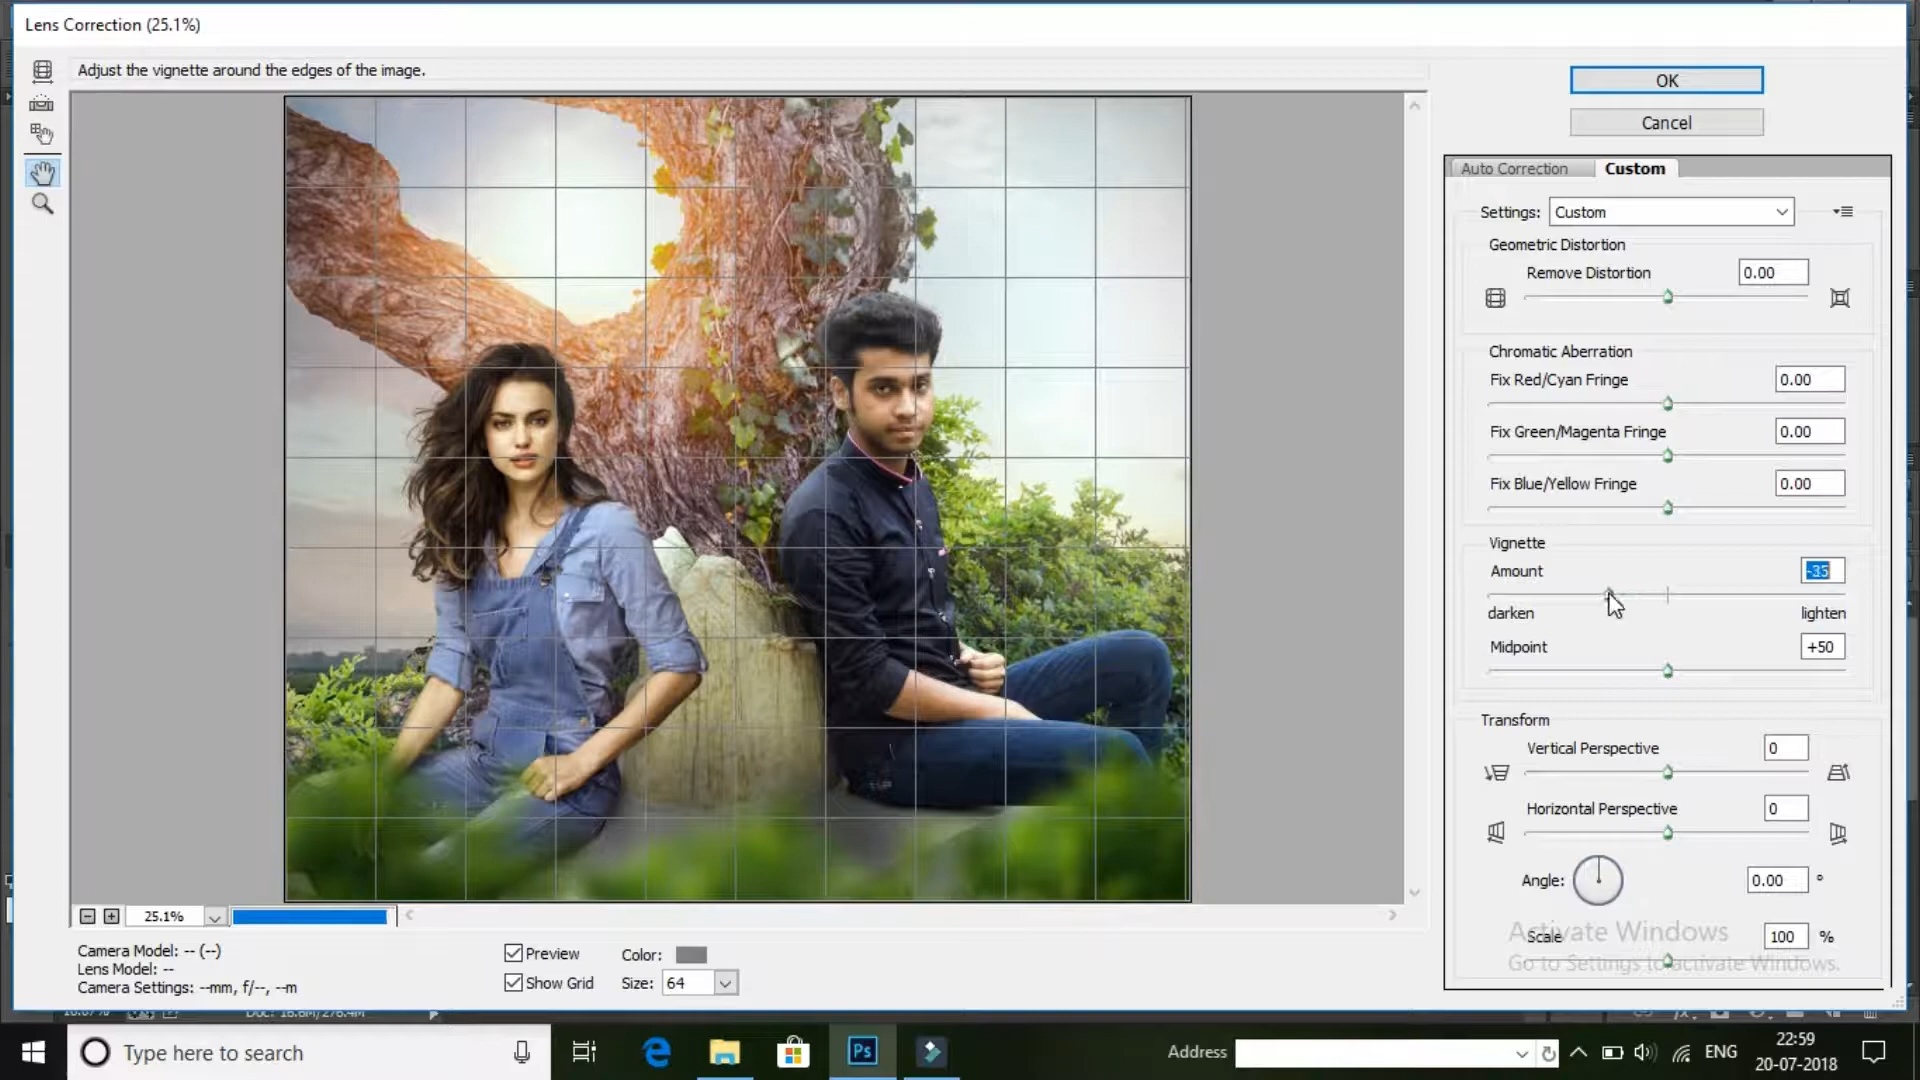 Lens Correction (25.1%)
Adjust the vignette around the edges of the image.
OK
Cancel
Auto Correction Custom
Settings: Custom
Geometric Distortion
Remove Distortion 0.00
Chromatic Aberration
Fix Red/Cyan Fringe 0.00
Fix Green/Magenta Fringe 0.00
Fix Blue/Yellow Fringe 0.00
Vignette
Amount -35
darken lighten
Midpoint +50
Transform
Vertical Perspective 0
Horizontal Perspective 0
Angle: 0.00 °
Activate Windows
Scale 100 %
Go to Settings to activate Windows.
25.1%
Camera Model: -- (--)
Lens Model: --
Camera Settings: --mm, f/--, --m
Preview Color:
Show Grid Size: 64
Type here to search
Ps
Address
ENG
22:59
20-07-2018